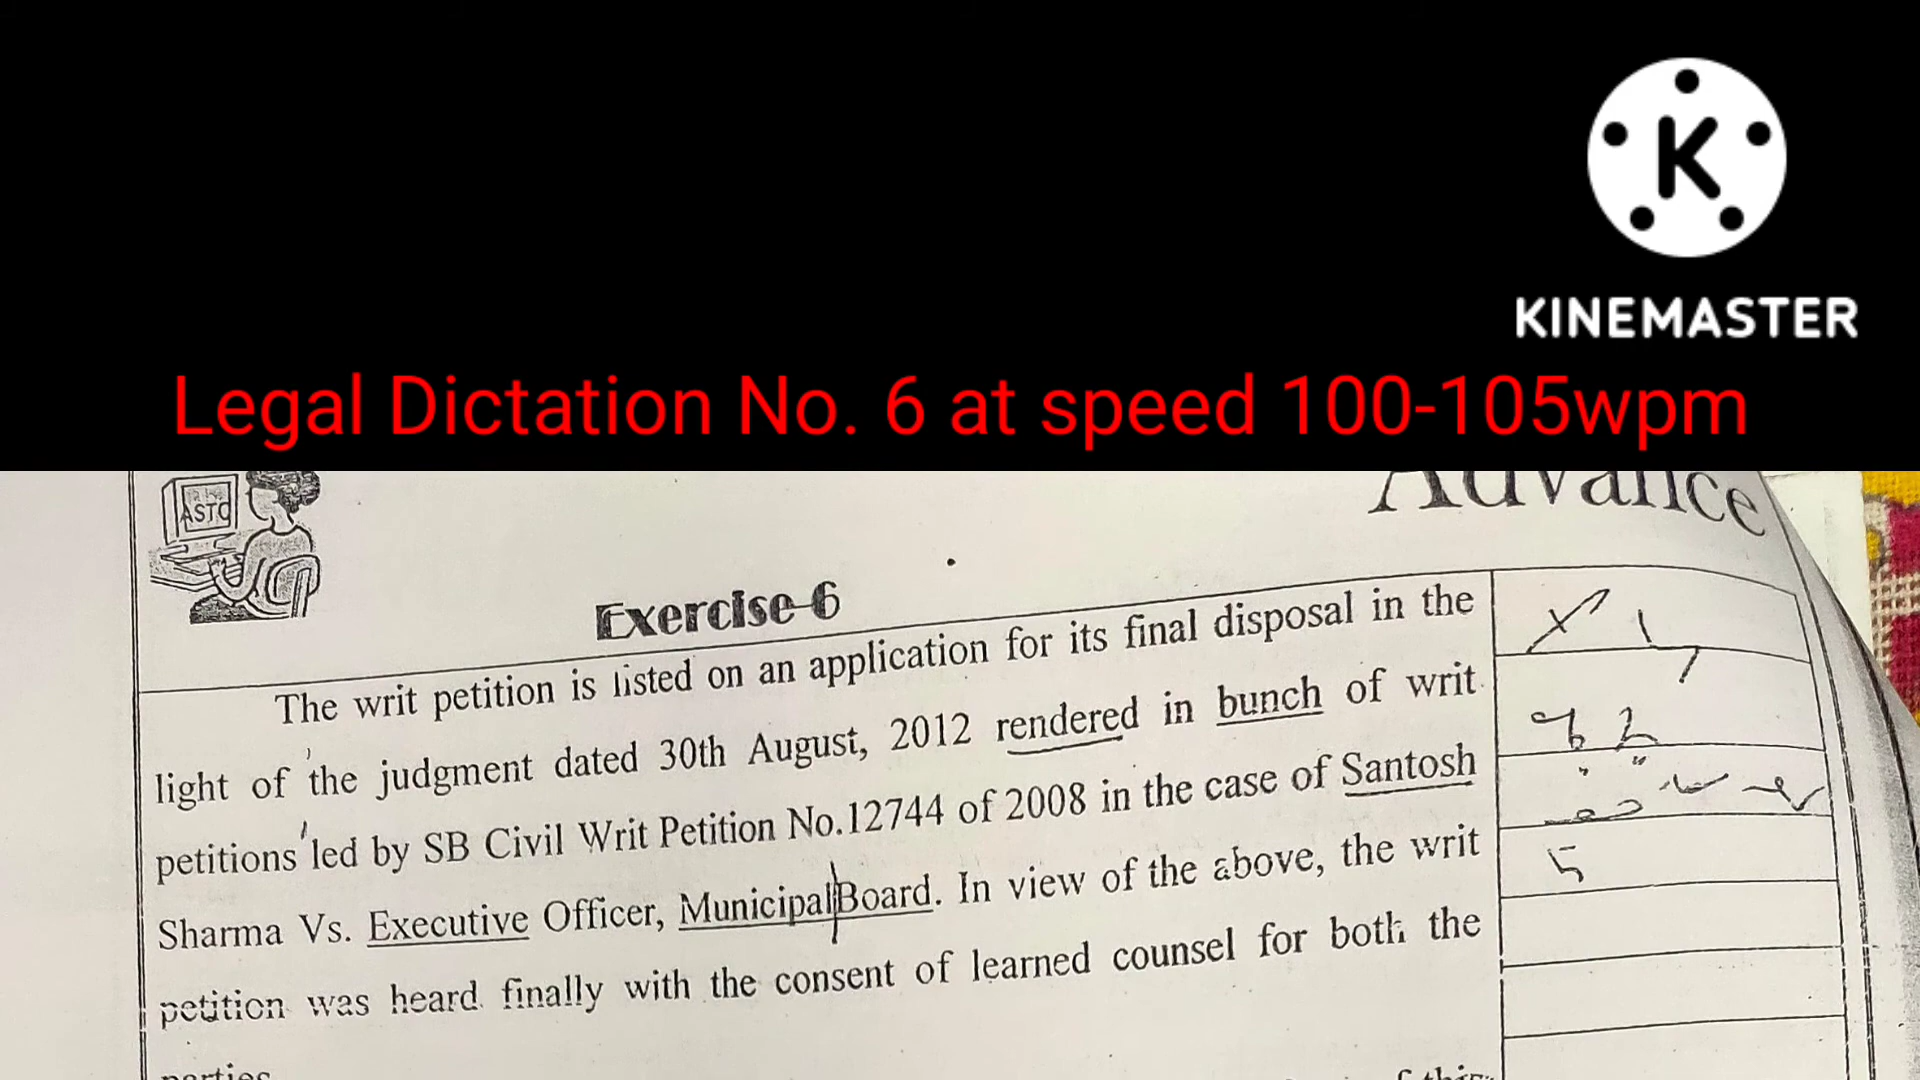 KINEMASTER
Legal Dictation No. 6 at speed 100-105wpm
ASTC
Advance
Exercise-6
The writ petition is listed on an application for its final disposal in the
light of the judgment dated 30th August, 2012 rendered in bunch of writ
petitions led by SB Civil Writ Petition No.12744 of 2008 in the case of Santosh
Sharma Vs. Executive Officer, Municipal Board. In view of the above, the writ
petition was heard finally with the consent of learned counsel for both the
parties